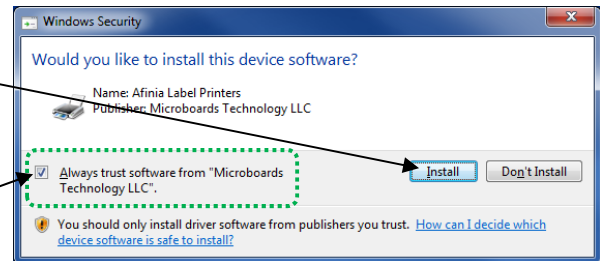 Windows Security
Would you like to install this device software?
Name: Afinia Label Printers
Publisher: Microboards Technology LLC
Always trust software from "Microboards
Technology LLC".
Install
Don't Install
You should only install driver software from publishers you trust. How can I decide which
device software is safe to install?